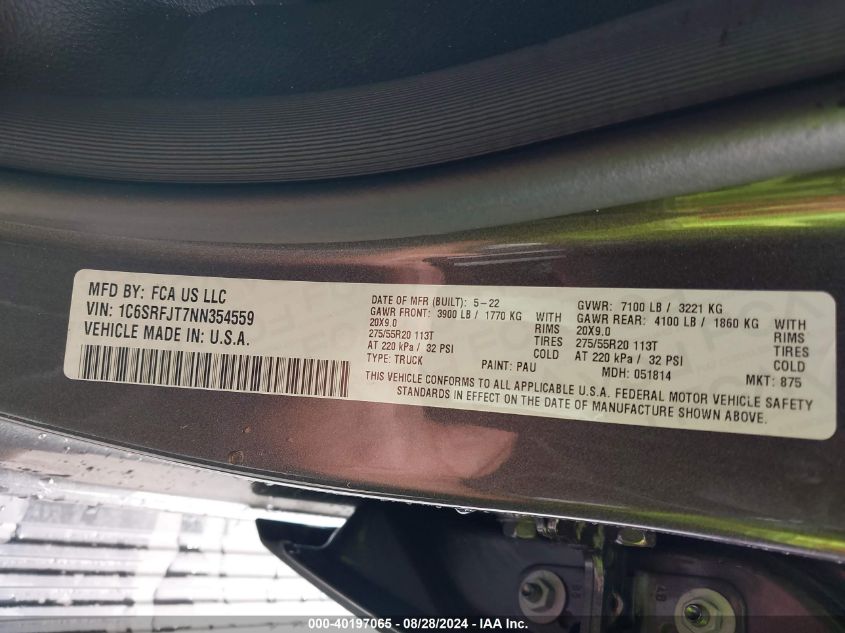 MFD BY: FCA US LLC
VIN: 1C6SRFJT7NN354559
VEHICLE MADE IN: U.S.A.
DATE OF MFR (BUILT): 5-22
GAWR FRONT: 3900 LB / 1770 KG WITH
20X9.0 RIMS
275/55R20 113T TIRES
AT 220 kPa / 32 PSI COLD
TYPE: TRUCK PAINT: PAU
GVWR: 7100 LB / 3221 KG
GAWR REAR: 4100 LB / 1860 KG WITH
20X9.0 RIMS
275/55R20 113T TIRES
AT 220 kPa / 32 PSI COLD
MDH: 051814 MKT: 875
THIS VEHICLE CONFORMS TO ALL APPLICABLE U.S.A. FEDERAL MOTOR VEHICLE SAFETY
STANDARDS IN EFFECT ON THE DATE OF MANUFACTURE SHOWN ABOVE.
000-40197065 / 08/28/2024 - IAA Inc.